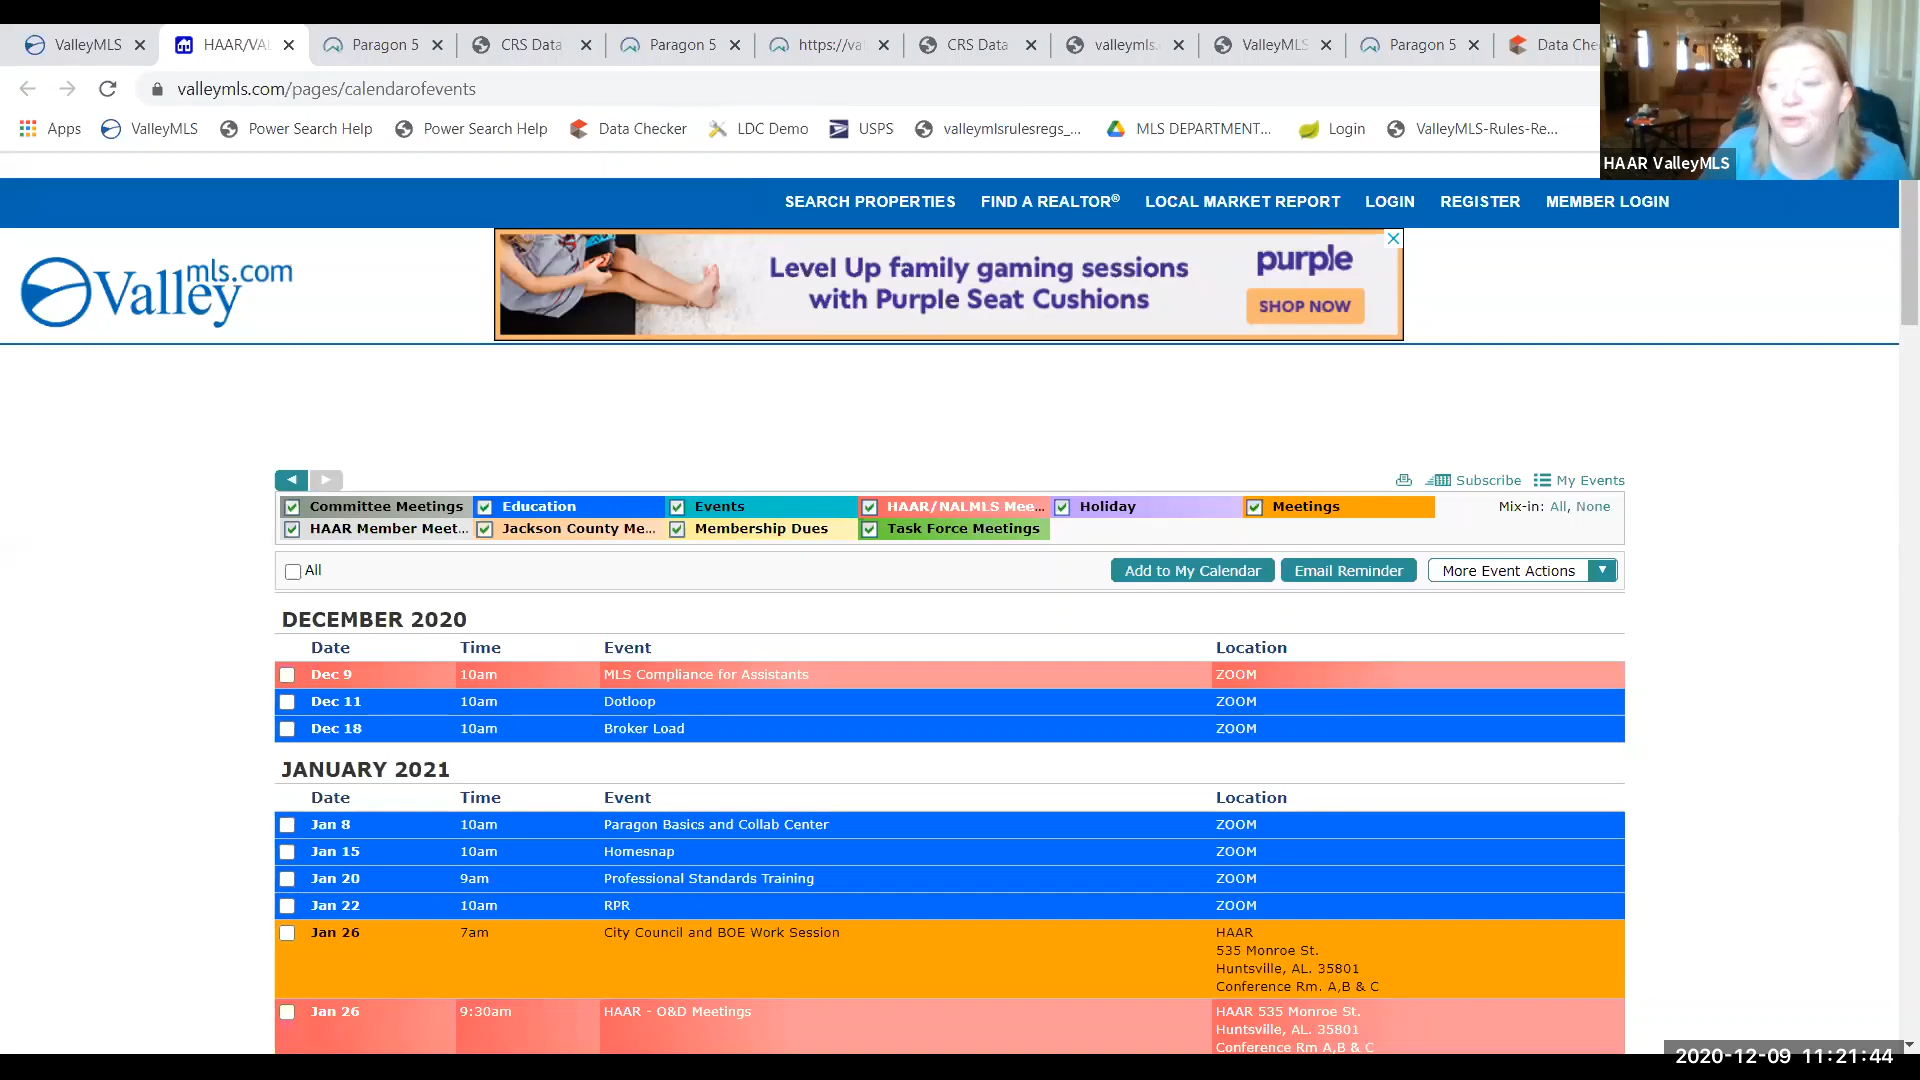 ValleyMLS
HAAR/VAL
Paragon 5
CRS Data
Paragon 5
https://va
CRS Data
valleymls.
ValleyMLS
Paragon 5
Data Che
valleymls.com/pages/calendarofevents
Apps
ValleyMLS
Power Search Help
Power Search Help
Data Checker
LDC Demo
USPS
valleymlsrulesregs_...
MLS DEPARTMENT...
Login
ValleyMLS-Rules-Re...
HAAR ValleyMLS
SEARCH PROPERTIES FIND A REALTOR® LOCAL MARKET REPORT LOGIN REGISTER MEMBER LOGIN
Valleymls.com
Level Up family gaming sessions
with Purple Seat Cushions
purple
SHOP NOW
Subscribe My Events
Committee Meetings Education Events HAAR/NALMLS Mee... Holiday Meetings Mix-in: All, None
HAAR Member Meet... Jackson County Me... Membership Dues Task Force Meetings
All Add to My Calendar Email Reminder More Event Actions
DECEMBER 2020
Date Time Event Location
Dec 9 10am MLS Compliance for Assistants ZOOM
Dec 11 10am Dotloop ZOOM
Dec 18 10am Broker Load ZOOM
JANUARY 2021
Date Time Event Location
Jan 8 10am Paragon Basics and Collab Center ZOOM
Jan 15 10am Homesnap ZOOM
Jan 20 9am Professional Standards Training ZOOM
Jan 22 10am RPR ZOOM
Jan 26 7am City Council and BOE Work Session HAAR
535 Monroe St.
Huntsville, AL. 35801
Conference Rm. A,B & C
Jan 26 9:30am HAAR - O&D Meetings HAAR 535 Monroe St.
Huntsville, AL. 35801
Conference Rm A,B & C
2020-12-09 11:21:44